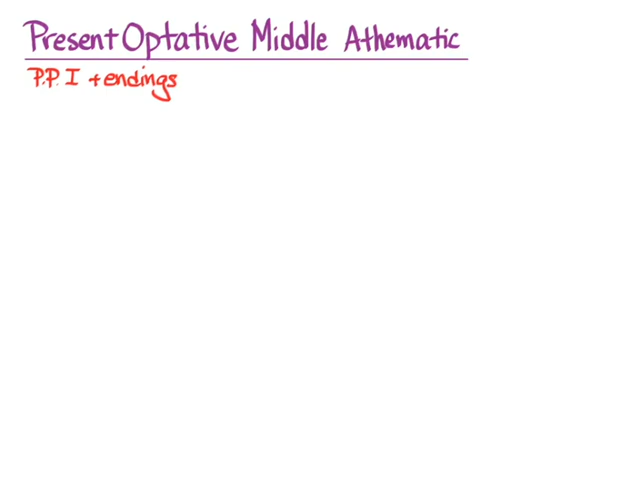 Present Optative Middle Athematic
P.P. I + endings